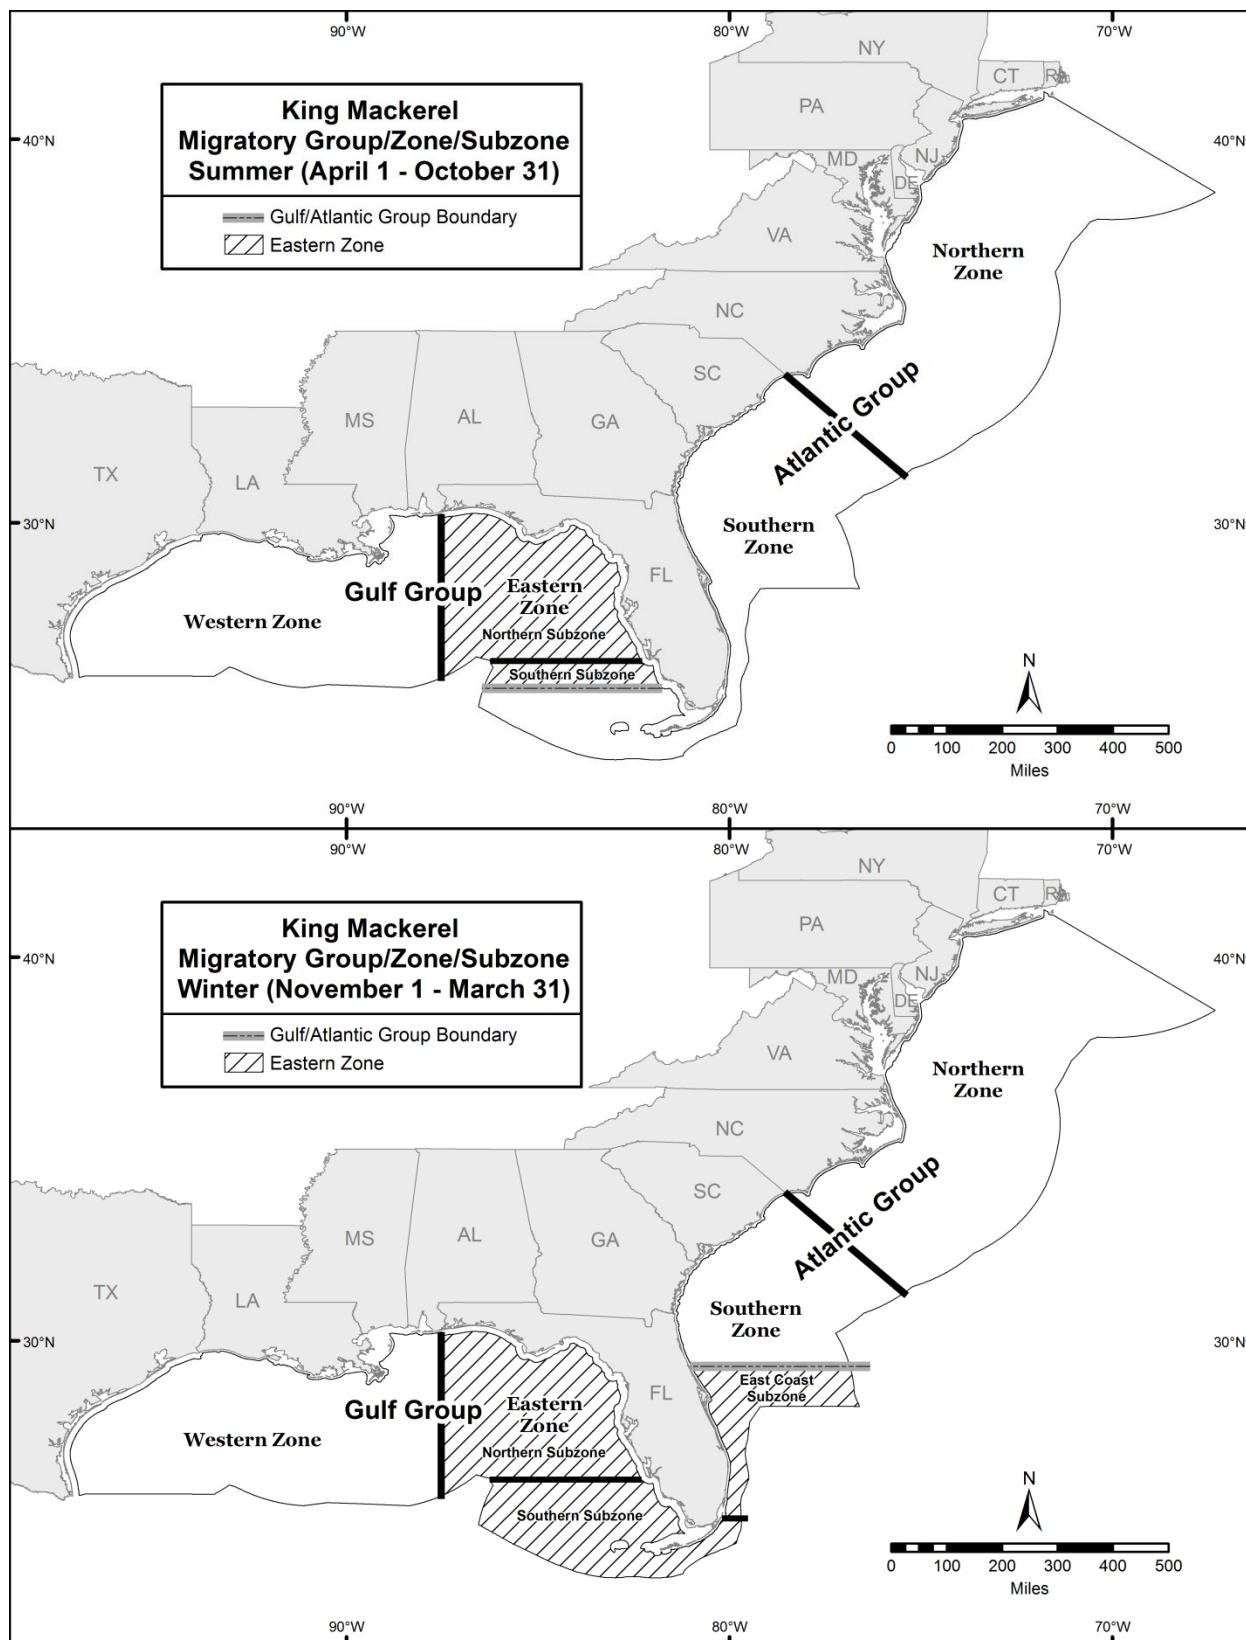 90°W
80°W
70°W
NY
CT
RI
PA
King Mackerel
Migratory Group/Zone/Subzone
Summer (April 1 - October 31)
40°N
40°N
MD
NJ
DE
Gulf/Atlantic Group Boundary
Eastern Zone
VA
Northern
Zone
NC
SC
Atlantic Group
MS
AL
GA
TX
LA
30°N
30°N
Southern
Zone
FL
Gulf Group
Eastern
Zone
Western Zone
Northern Subzone
Southern Subzone
N
0 100 200 300 400 500
Miles
90°W
80°W
70°W
NY
CT
RI
PA
King Mackerel
Migratory Group/Zone/Subzone
Winter (November 1 - March 31)
40°N
40°N
MD
NJ
DE
Gulf/Atlantic Group Boundary
Eastern Zone
VA
Northern
Zone
NC
SC
Atlantic Group
MS
AL
GA
TX
LA
Southern
Zone
30°N
30°N
East Coast
Subzone
FL
Gulf Group
Eastern
Zone
Western Zone
Northern Subzone
Southern Subzone
N
0 100 200 300 400 500
Miles
90°W
80°W
70°W